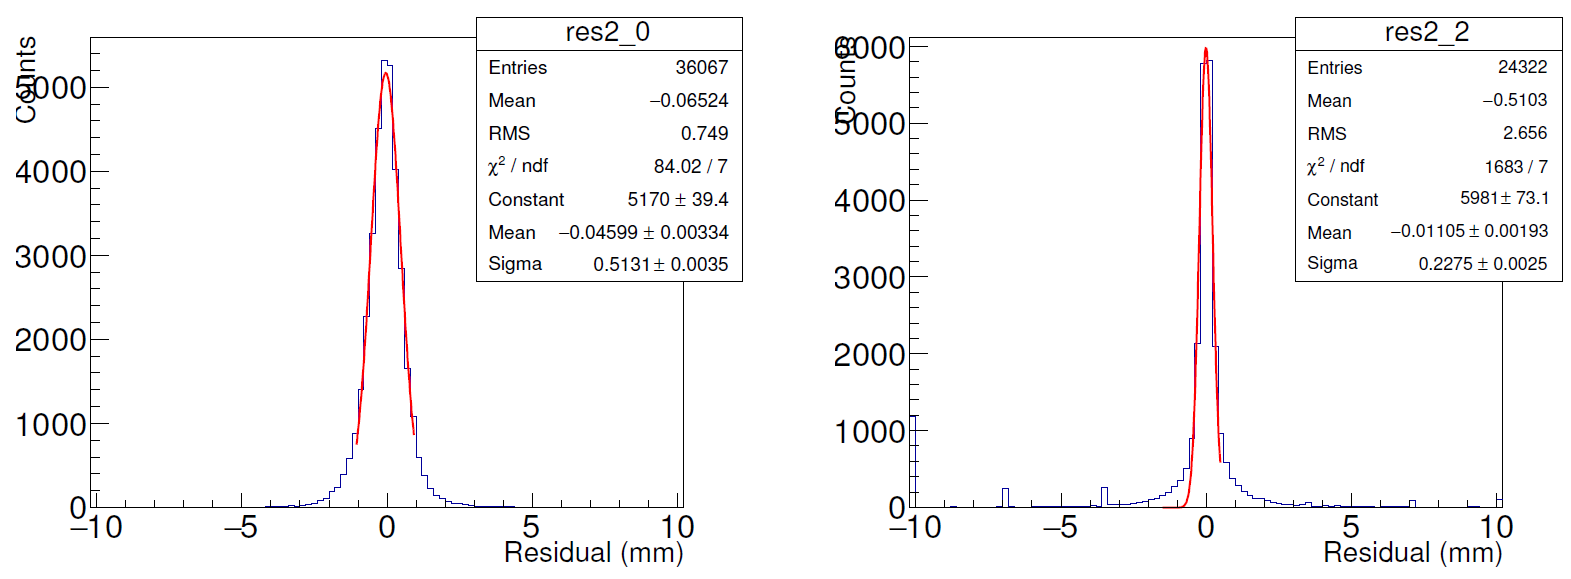 res2_0
Entries 36067
Mean −0.06524
RMS 0.749
χ² / ndf 84.02 / 7
Constant 5170 ± 39.4
Mean −0.04599 ± 0.00334
Sigma 0.5131 ± 0.0035
Counts
5000
4000
3000
2000
1000
0
−10 −5 0 5 10
Residual (mm)
res2_2
Entries 24322
Mean −0.5103
RMS 2.656
χ² / ndf 1683 / 7
Constant 5981 ± 73.1
Mean −0.01105 ± 0.00193
Sigma 0.2275 ± 0.0025
Counts
6000
5000
4000
3000
2000
1000
0
−10 −5 0 5 10
Residual (mm)